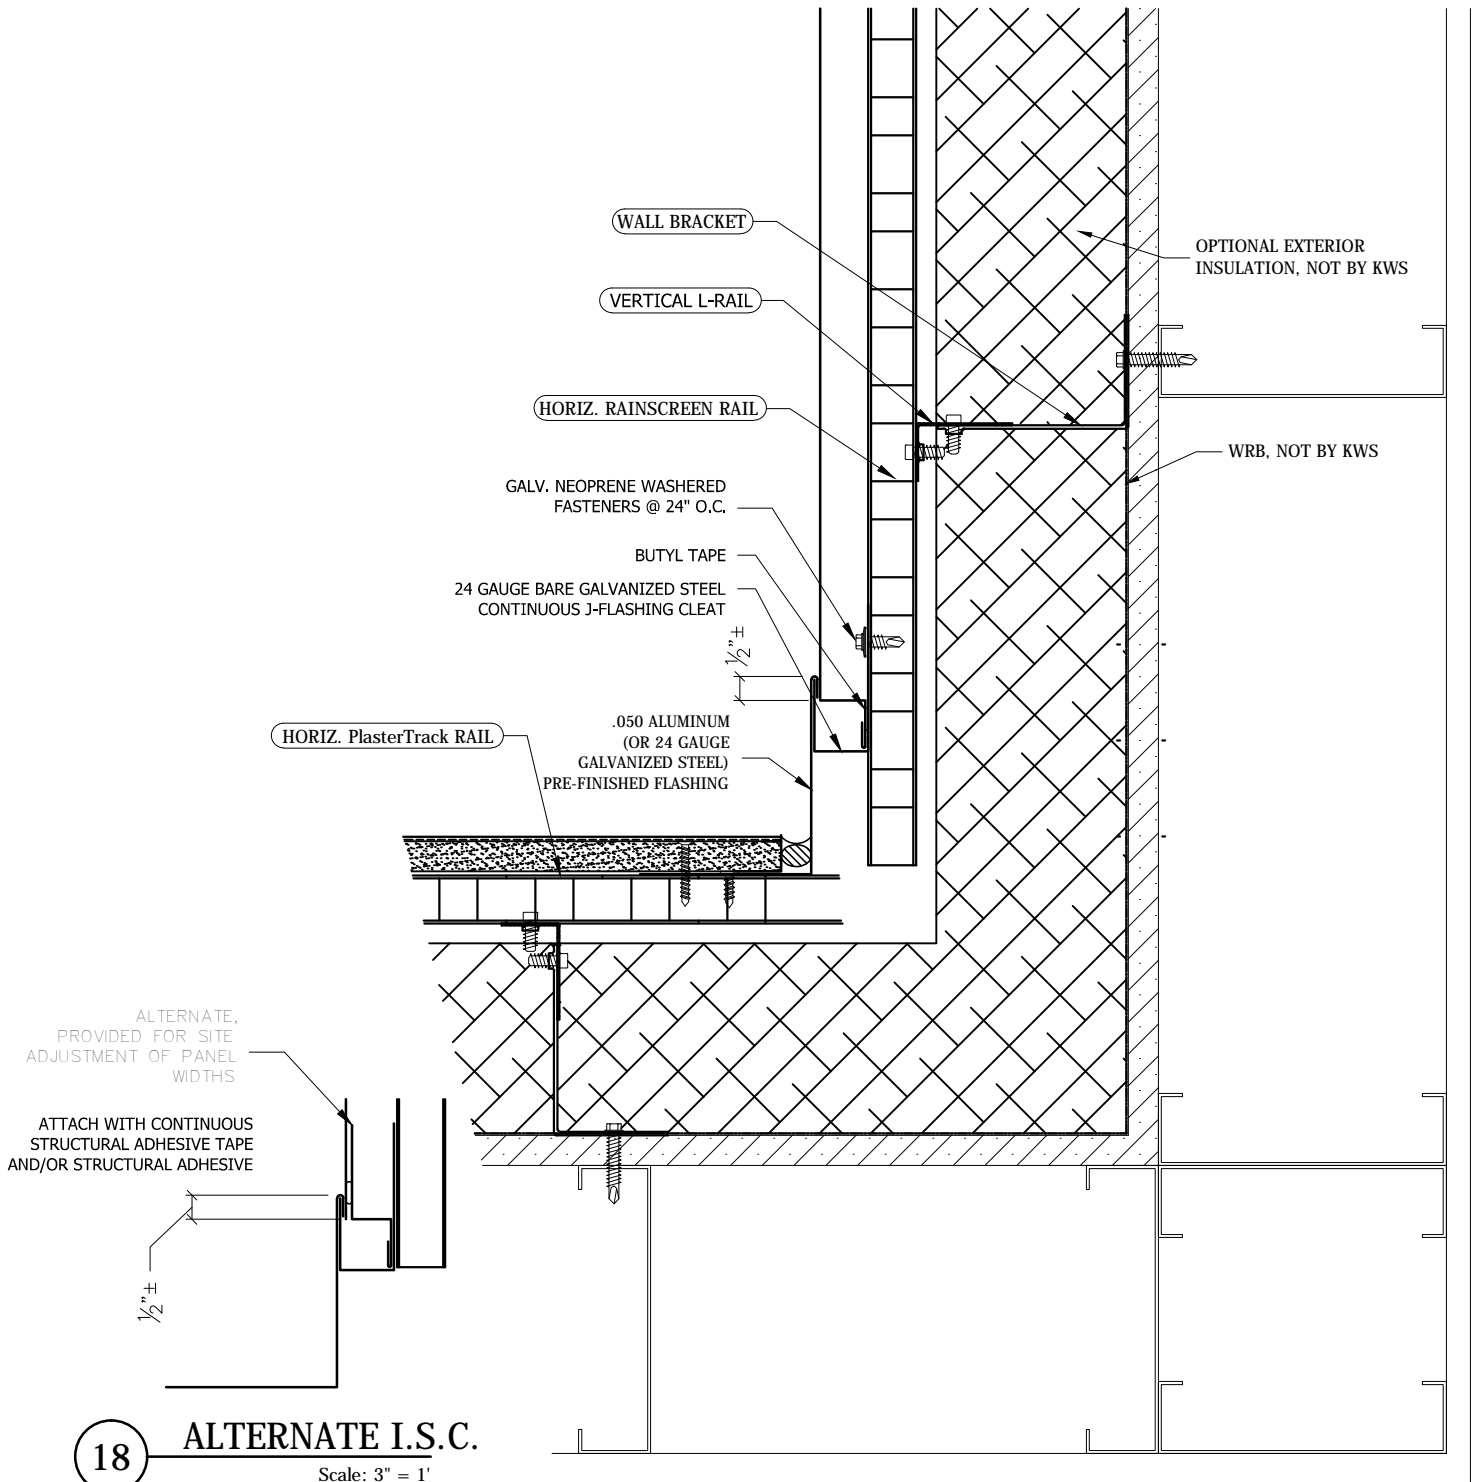 WALL BRACKET
OPTIONAL EXTERIOR
INSULATION, NOT BY KWS
VERTICAL L-RAIL
HORIZ. RAINSCREEN RAIL
WRB, NOT BY KWS
GALV. NEOPRENE WASHERED
FASTENERS @ 24" O.C.
BUTYL TAPE
24 GAUGE BARE GALVANIZED STEEL
CONTINUOUS J-FLASHING CLEAT
½"±
.050 ALUMINUM
(OR 24 GAUGE
GALVANIZED STEEL)
PRE-FINISHED FLASHING
HORIZ. PlasterTrack RAIL
ALTERNATE,
PROVIDED FOR SITE
ADJUSTMENT OF PANEL
WIDTHS
ATTACH WITH CONTINUOUS
STRUCTURAL ADHESIVE TAPE
AND/OR STRUCTURAL ADHESIVE
½"±
18
ALTERNATE I.S.C.
Scale: 3" = 1'